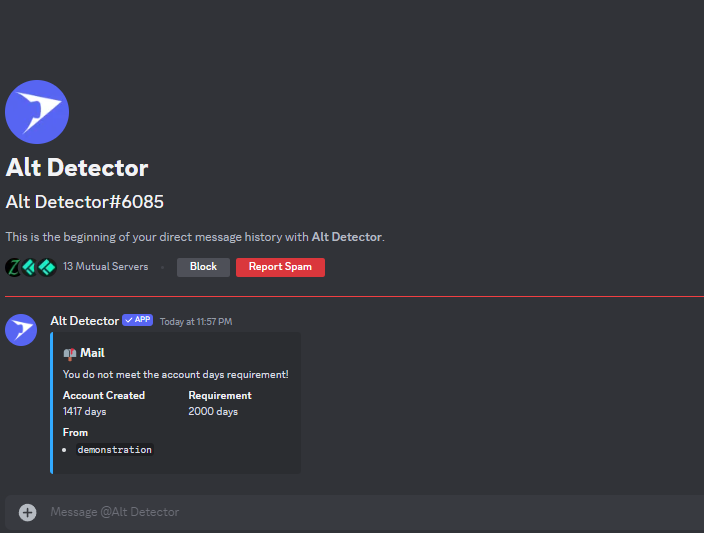 Alt Detector
Alt Detector#6085
This is the beginning of your direct message history with Alt Detector.
13 Mutual Servers
Block
Report Spam
Alt Detector APP Today at 11:57 PM
Mail
You do not meet the account days requirement!
Account Created Requirement
1417 days 2000 days
From
demonstration
Message @Alt Detector